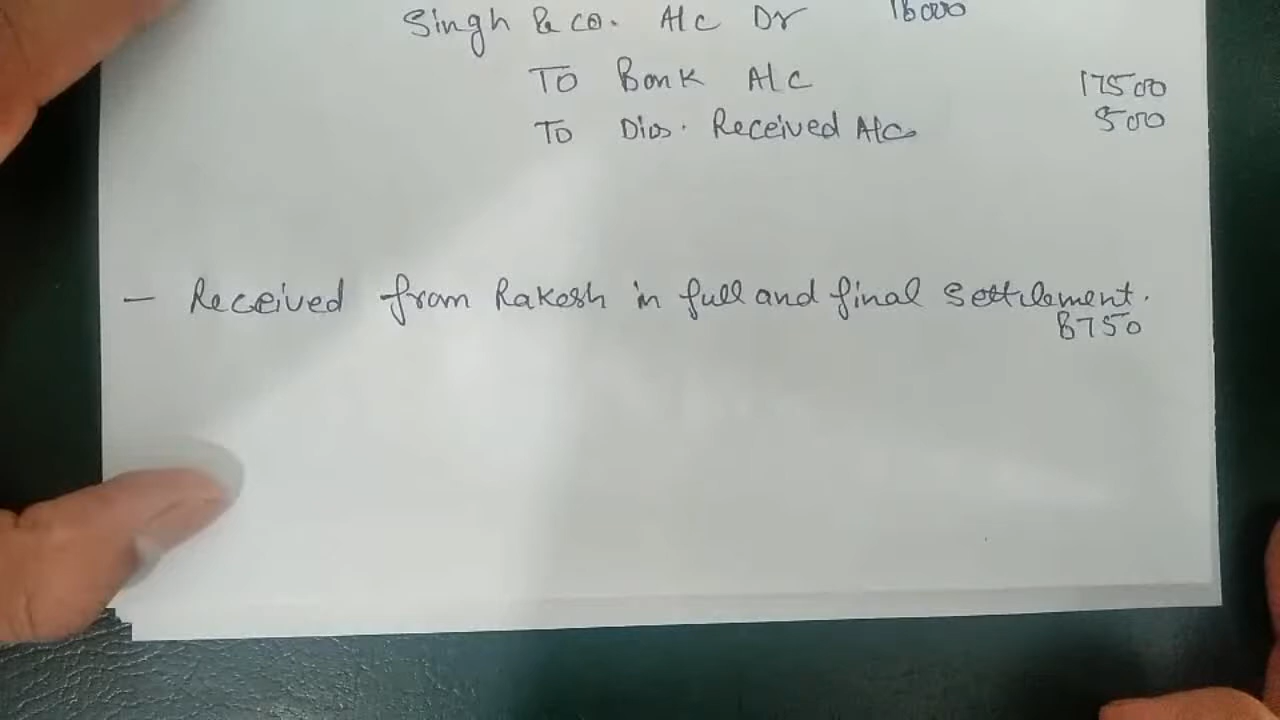 Singh & co. A/c Dr 18000
To Bank A/c 17500
To Dis. Received A/c 500
- Received from Rakesh in full and final Settlement.
8750